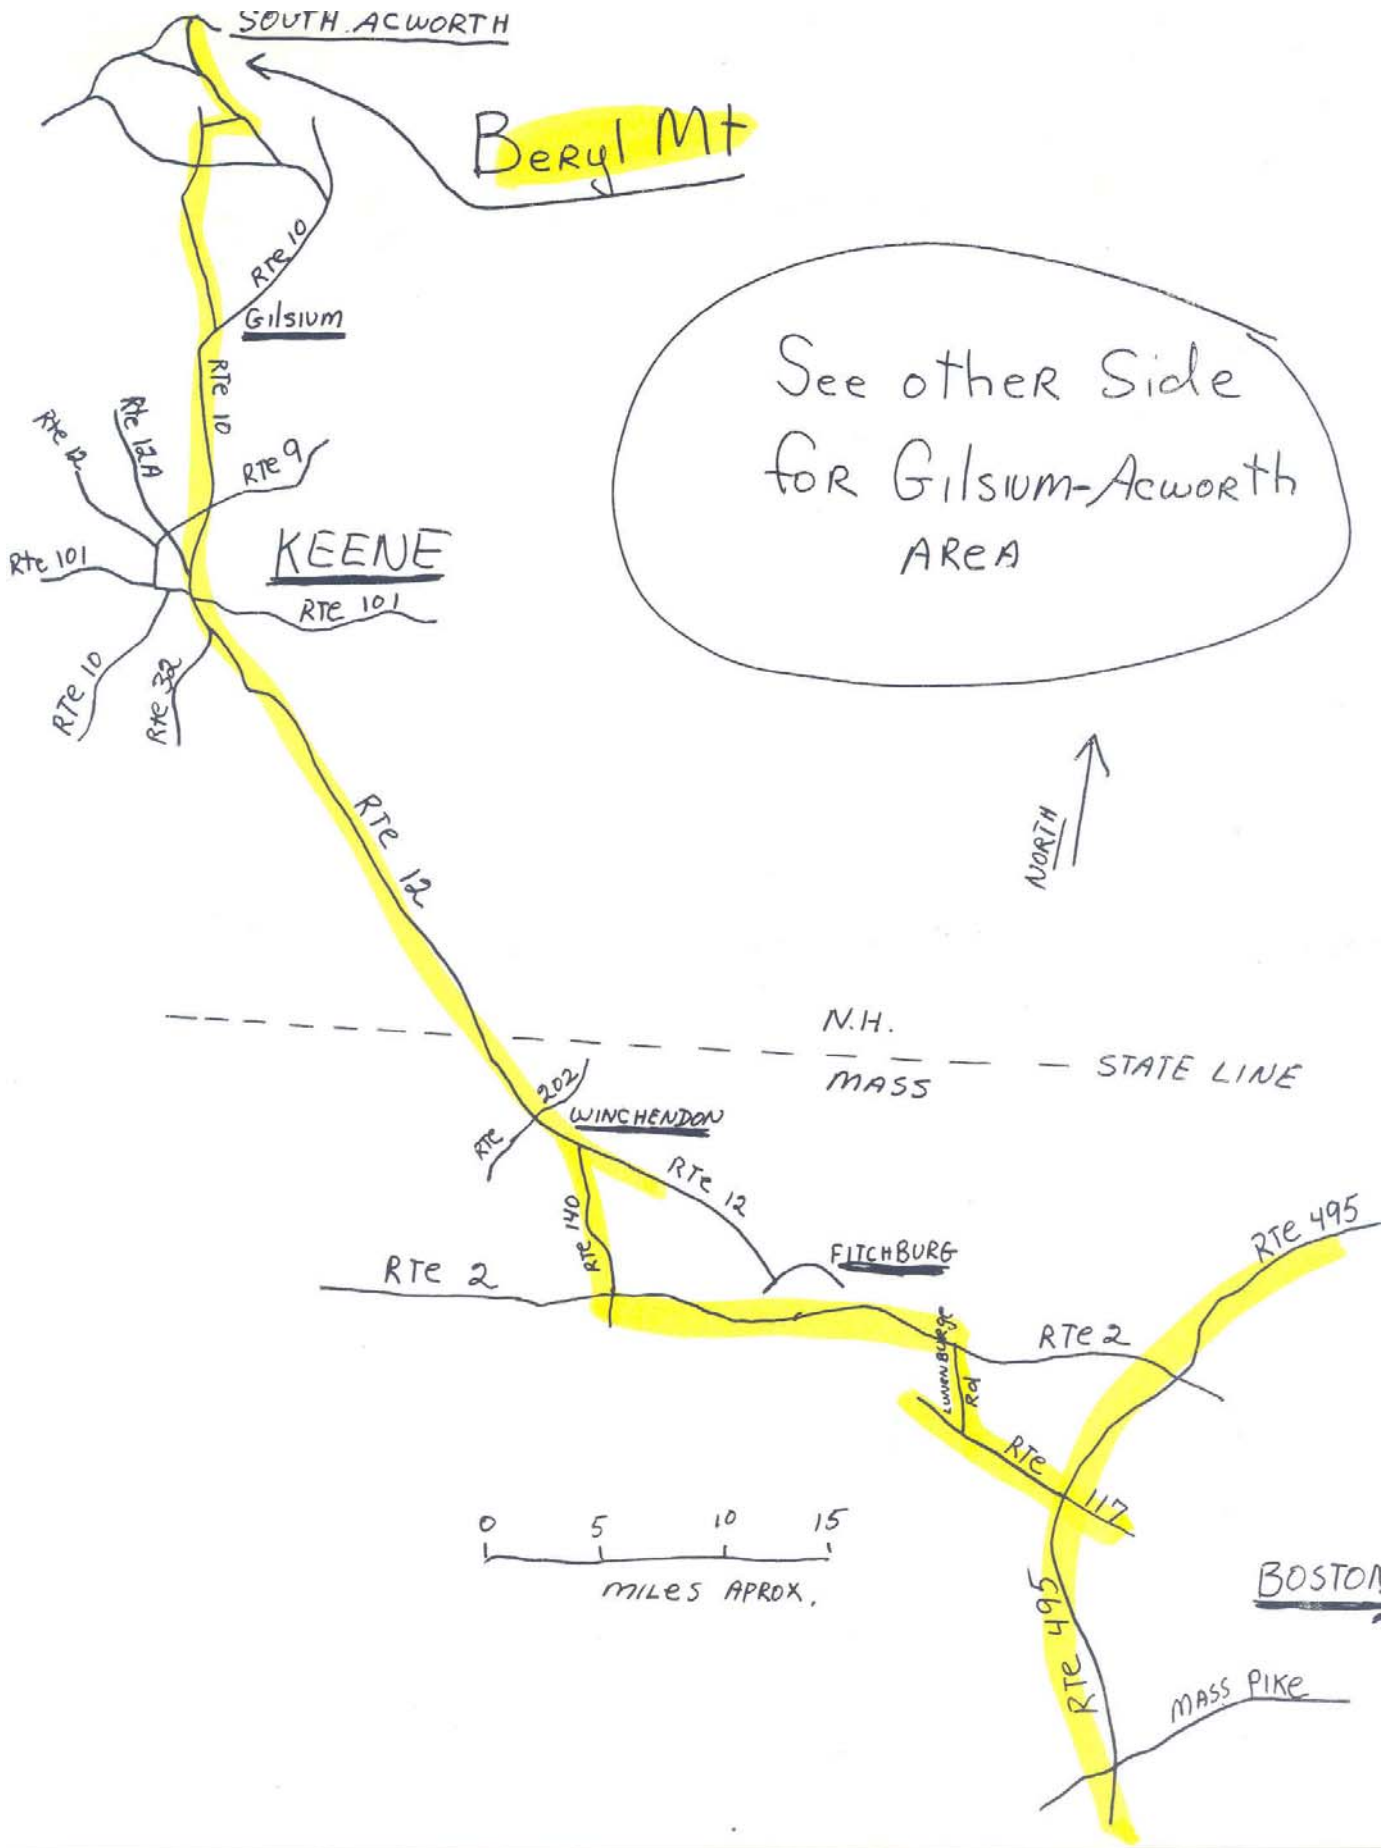 SOUTH ACWORTH
Beryl Mt
RTe 10
Gilsium
RTe 10
See other Side
for Gilsium-Acworth
AReA
Rte 12
Rte 12A
RTe 9
KEENE
Rte 101
RTe 101
RTe 10
Rte 32
NORTH
RTe 12
N.H.
MASS
STATE LINE
RTe 202
WINCHENDON
RTe 12
RTe 140
FITCHBURG
RTe 495
RTe 2
RTe 2
LUNENBURGe
Rd
RTe 117
0 5 10 15
MILes APROX.
RTe 495
BOSTON
MASS PIKe